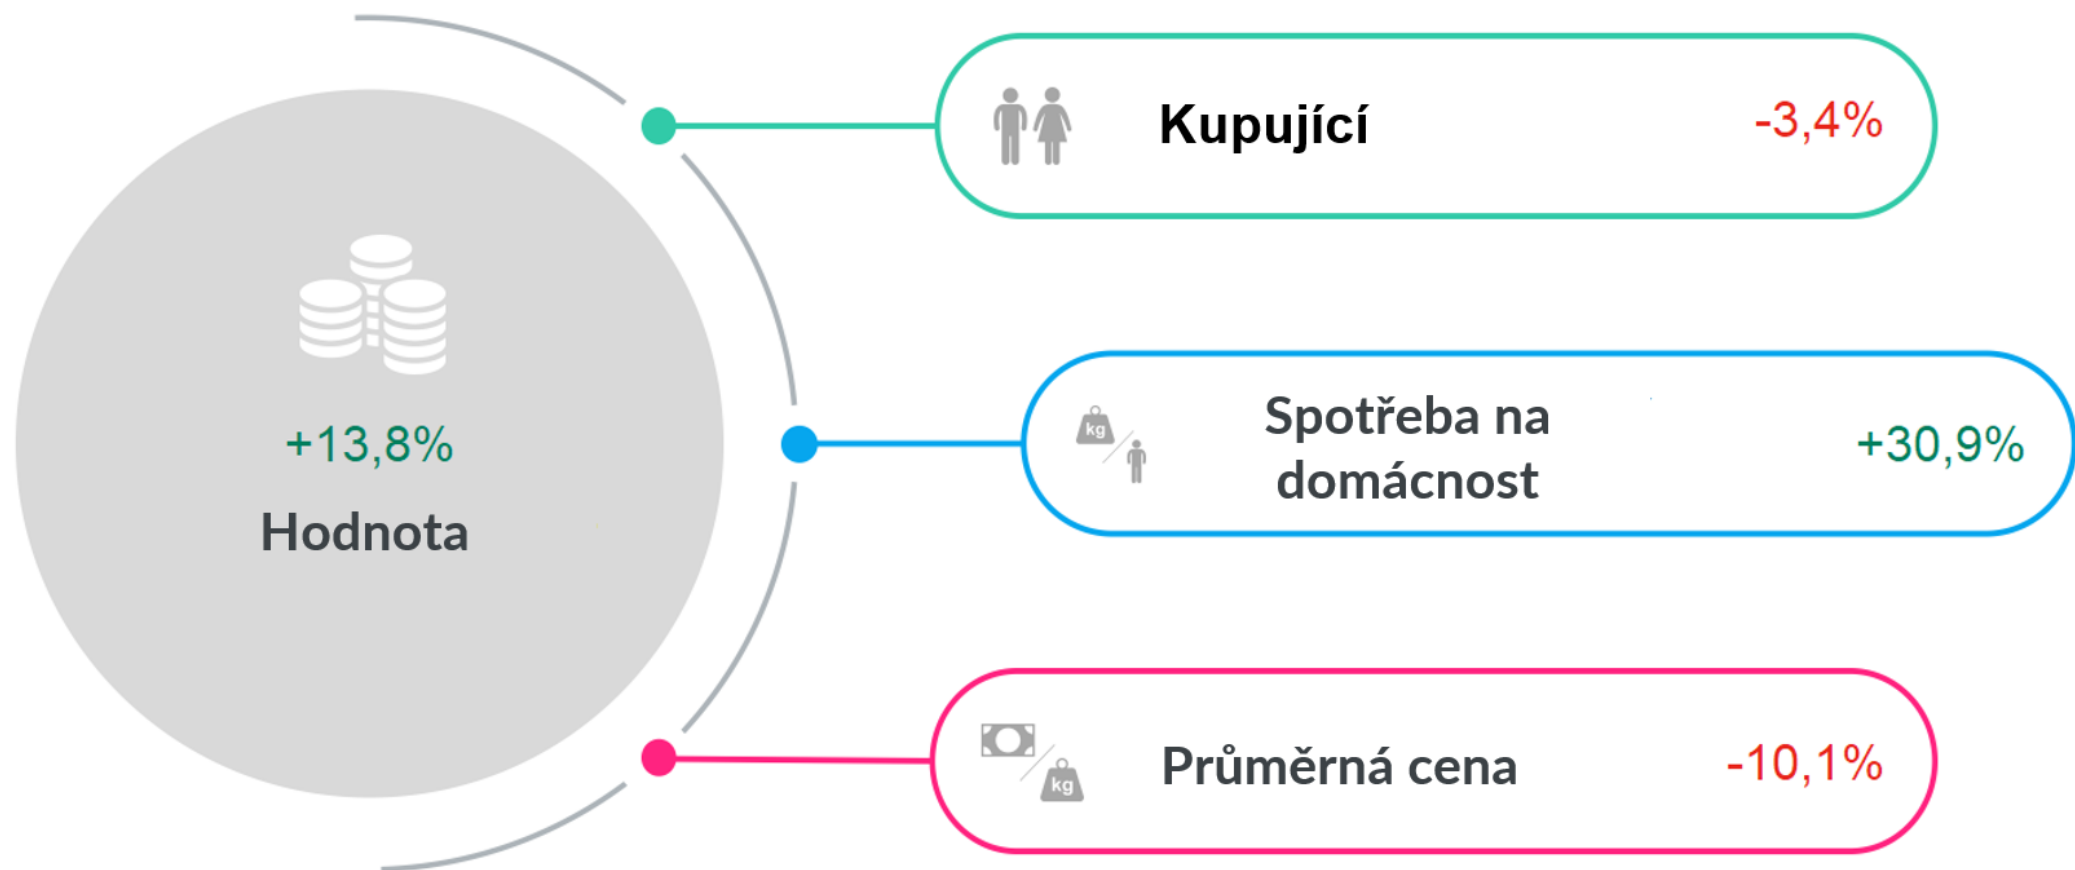 +13,8%
Hodnota
Kupující
-3,4%
kg
Spotřeba na
domácnost
+30,9%
kg
Průměrná cena
-10,1%